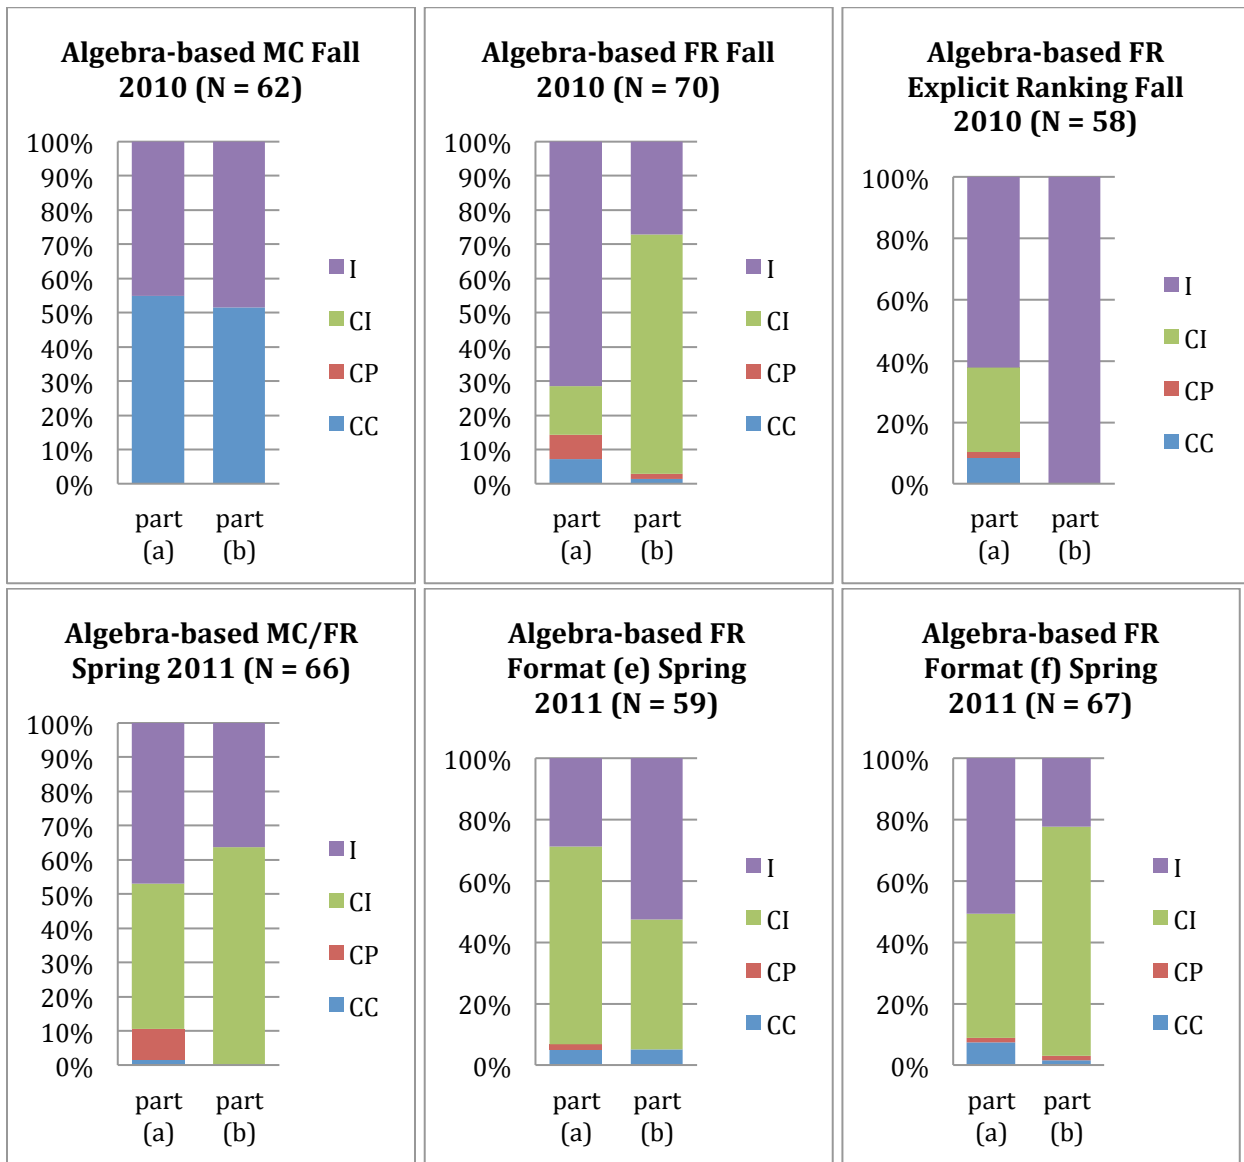 Algebra-based MC Fall
2010 (N = 62)
100%
90%
80%
70%
60%
50%
40%
30%
20%
10%
0%
part
(a)
part
(b)
I
CI
CP
CC
Algebra-based FR Fall
2010 (N = 70)
100%
90%
80%
70%
60%
50%
40%
30%
20%
10%
0%
part
(a)
part
(b)
I
CI
CP
CC
Algebra-based FR
Explicit Ranking Fall
2010 (N = 58)
100%
80%
60%
40%
20%
0%
part
(a)
part
(b)
I
CI
CP
CC
Algebra-based MC/FR
Spring 2011 (N = 66)
100%
90%
80%
70%
60%
50%
40%
30%
20%
10%
0%
part
(a)
part
(b)
I
CI
CP
CC
Algebra-based FR
Format (e) Spring
2011 (N = 59)
100%
80%
60%
40%
20%
0%
part
(a)
part
(b)
I
CI
CP
CC
Algebra-based FR
Format (f) Spring
2011 (N = 67)
100%
80%
60%
40%
20%
0%
part
(a)
part
(b)
I
CI
CP
CC